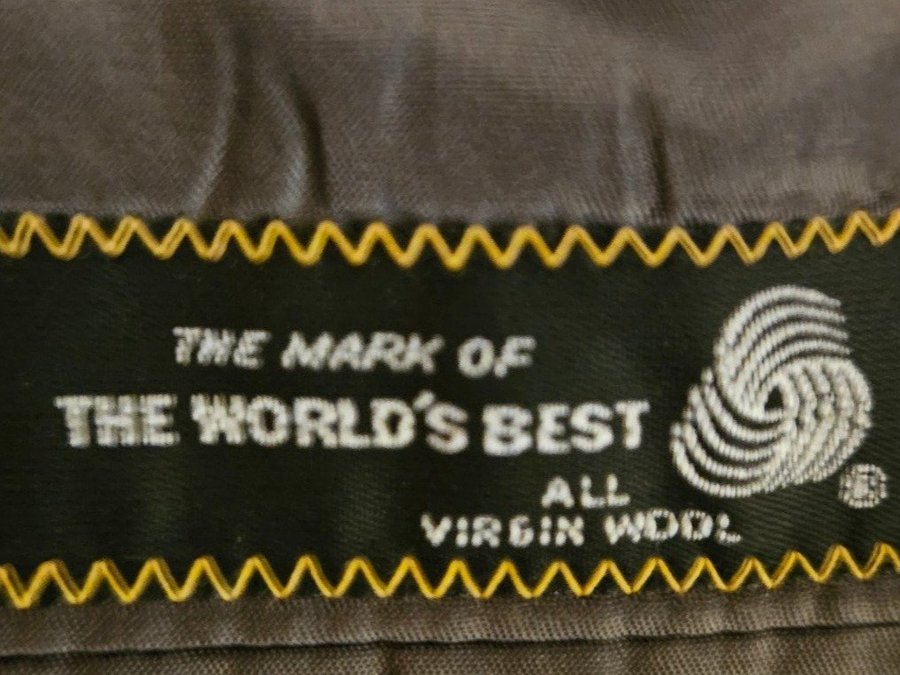 THE MARK OF
THE WORLD'S BEST
ALL
VIRGIN WOOL
®